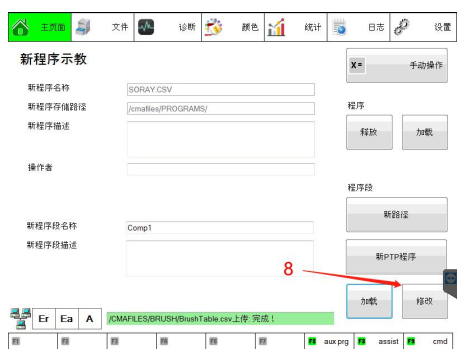 主页面 文件 诊断 颜色 统计 日志 设置
新程序示教
X= 手动操作
新程序名称 SORAY.CSV
新程序存储路径 /cmafiles/PROGRAMS/
程序
新程序描述
释放 加载
操作者
程序段
新路径
新程序段名称 Comp1
新程序段描述
新PTP程序
8
加载 修改
Er Ea A /CMAFILES/BRUSH/BrushTable.csv上传: 完成！
F1 F2 F3 F4 F5 F6 F7 aux prg F8 assist F9 cmd